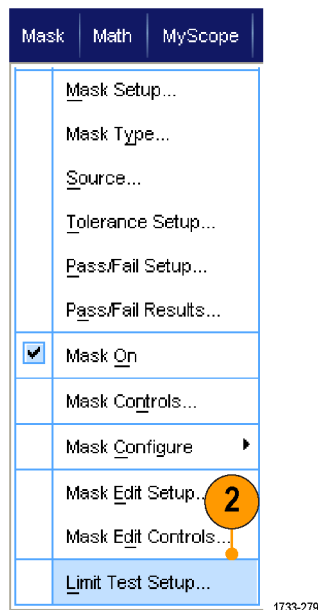 Mask Math MyScope
Mask Setup...
Mask Type...
Source...
Tolerance Setup...
Pass/Fail Setup...
Pass/Fail Results...
Mask On
Mask Controls...
Mask Configure
Mask Edit Setup..
2
Mask Edit Controls...
Limit Test Setup...
1733-278